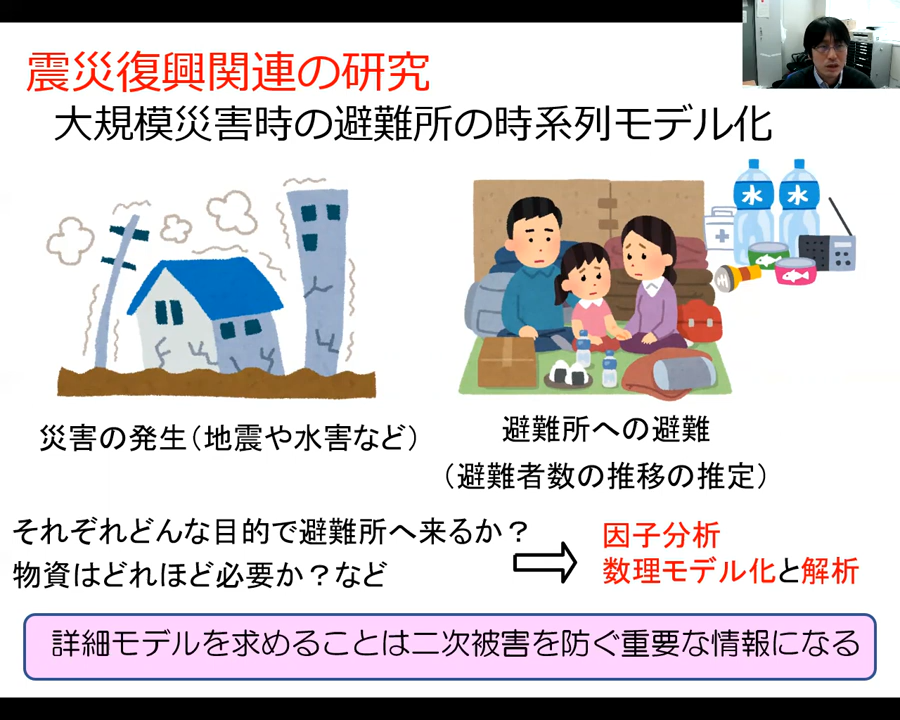 震災復興関連の研究
大規模災害時の避難所の時系列モデル化
水 水
災害の発生（地震や水害など）
避難所への避難
（避難者数の推移の推定）
それぞれどんな目的で避難所へ来るか？
物資はどれほど必要か？など
因子分析
数理モデル化と解析
詳細モデルを求めることは二次被害を防ぐ重要な情報になる